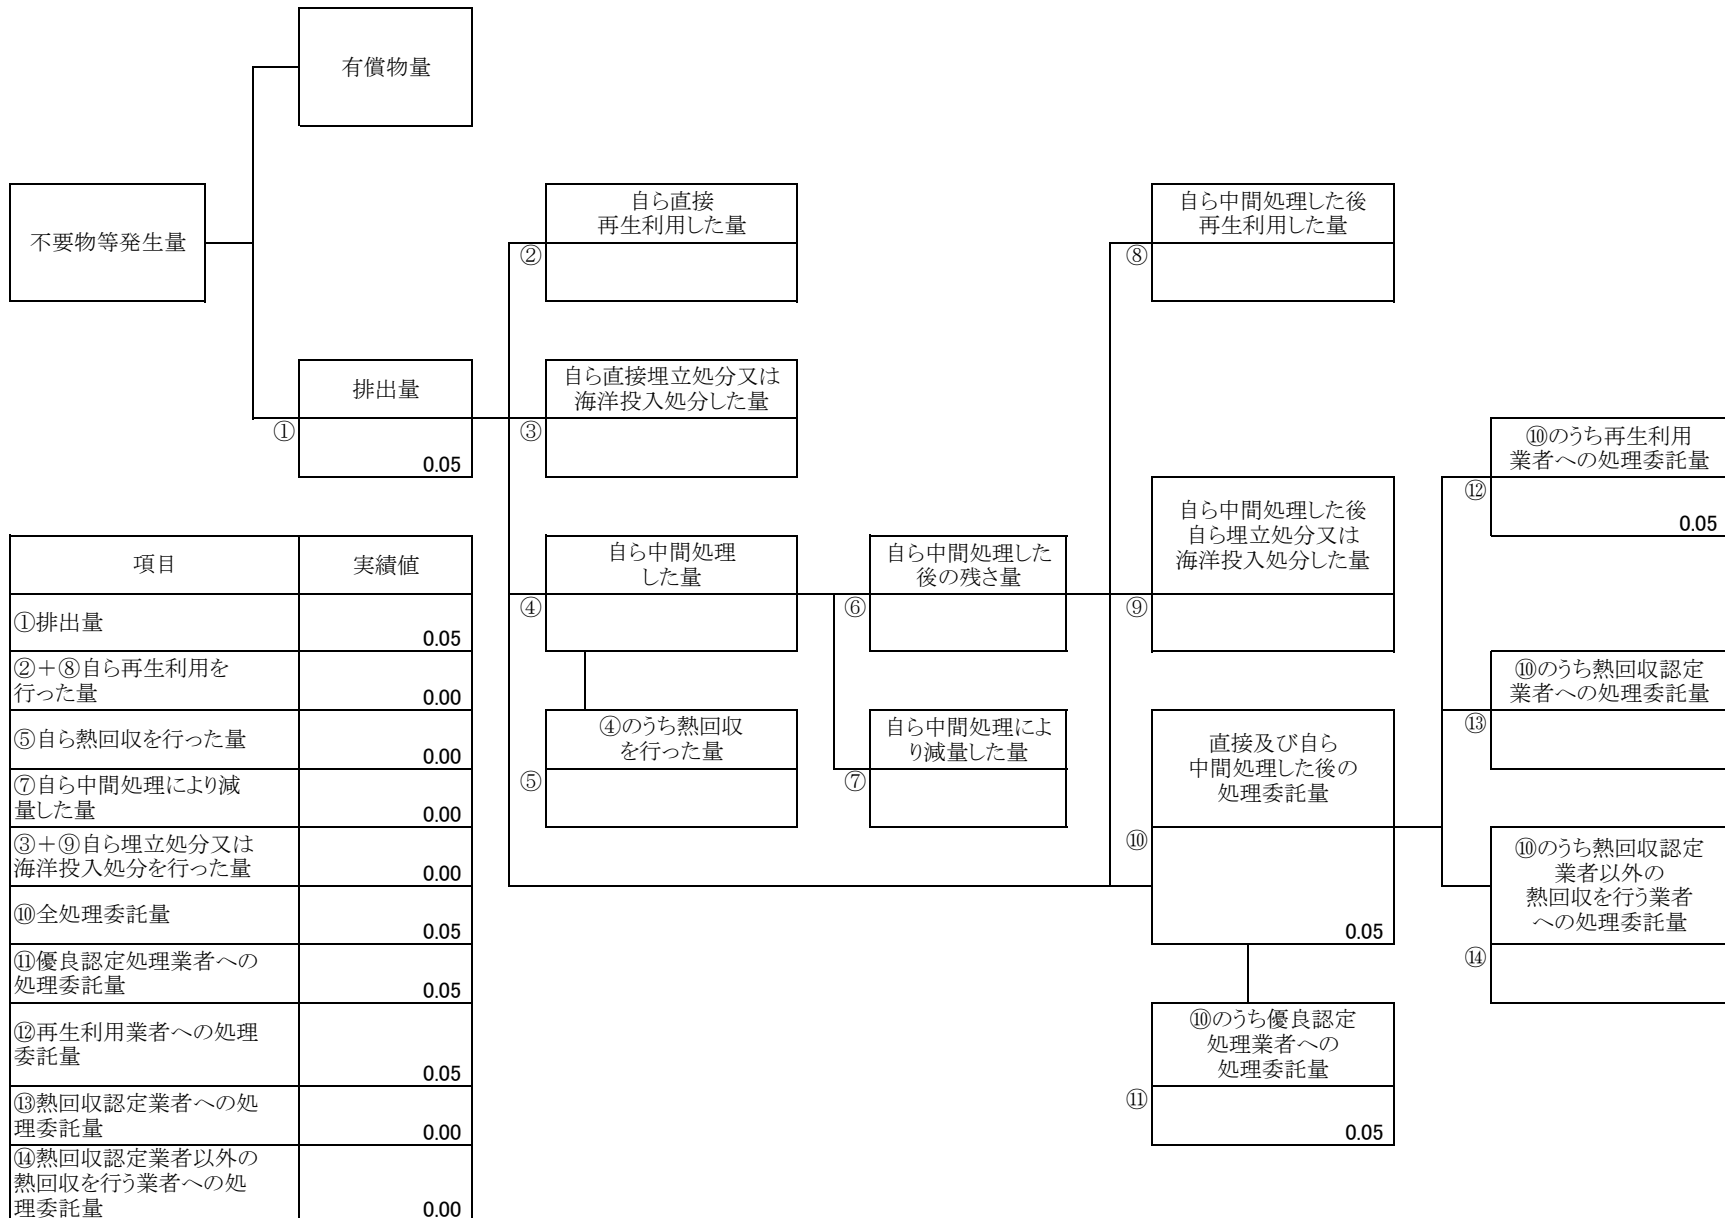 有償物量
不要物等発生量
排出量
①
0.05
自ら直接
再生利用した量
②
自ら直接埋立処分又は
海洋投入処分した量
③
自ら中間処理
した量
④
④のうち熱回収
を行った量
⑤
自ら中間処理した
後の残さ量
⑥
自ら中間処理によ
り減量した量
⑦
自ら中間処理した後
再生利用した量
⑧
自ら中間処理した後
自ら埋立処分又は
海洋投入処分した量
⑨
直接及び自ら
中間処理した後の
処理委託量
⑩
0.05
⑩のうち優良認定
処理業者への
処理委託量
⑪
0.05
⑩のうち再生利用
業者への処理委託量
⑫
0.05
⑩のうち熱回収認定
業者への処理委託量
⑬
⑩のうち熱回収認定
業者以外の
熱回収を行う業者
への処理委託量
⑭
項目 実績値
①排出量
0.05
②＋⑧自ら再生利用を
行った量
0.00
⑤自ら熱回収を行った量
0.00
⑦自ら中間処理により減
量した量
0.00
③＋⑨自ら埋立処分又は
海洋投入処分を行った量
0.00
⑩全処理委託量
0.05
⑪優良認定処理業者への
処理委託量
0.05
⑫再生利用業者への処理
委託量
0.05
⑬熱回収認定業者への処
理委託量
0.00
⑭熱回収認定業者以外の
熱回収を行う業者への処
理委託量
0.00